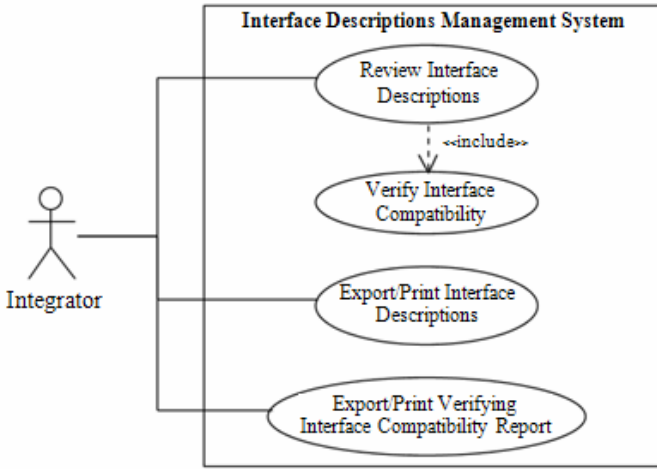 Interface Descriptions Management System
Review Interface
Descriptions
<<include>>
Verify Interface
Compatibility
Integrator
Export/Print Interface
Descriptions
Export/Print Verifying
Interface Compatibility Report